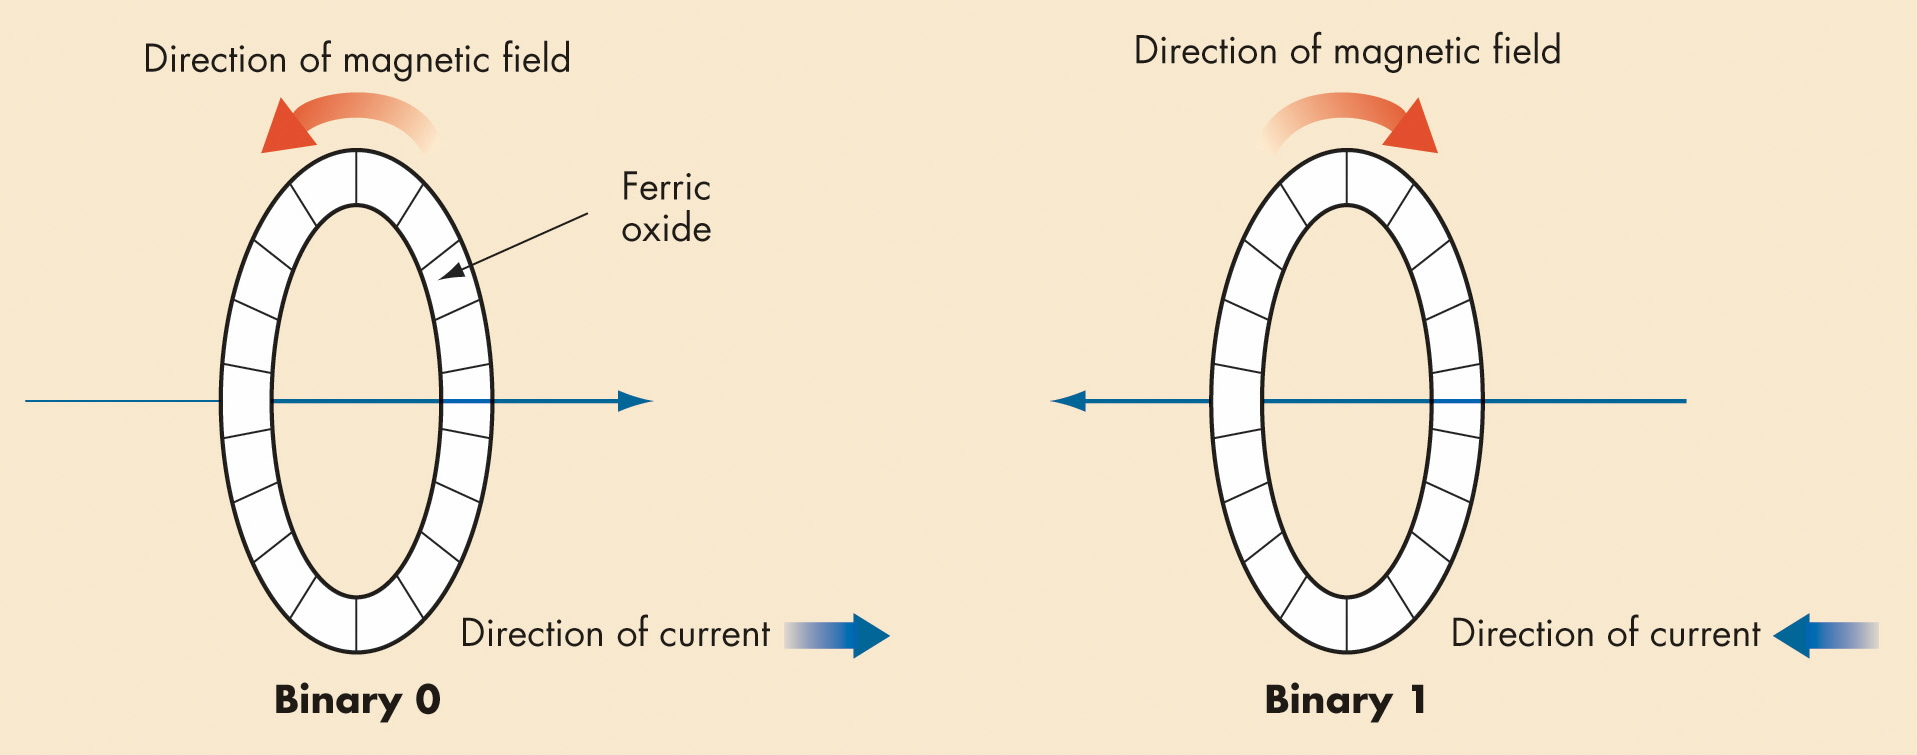 Direction of magnetic field
Ferric
oxide
Direction of current
Binary 0
Direction of magnetic field
Direction of current
Binary 1